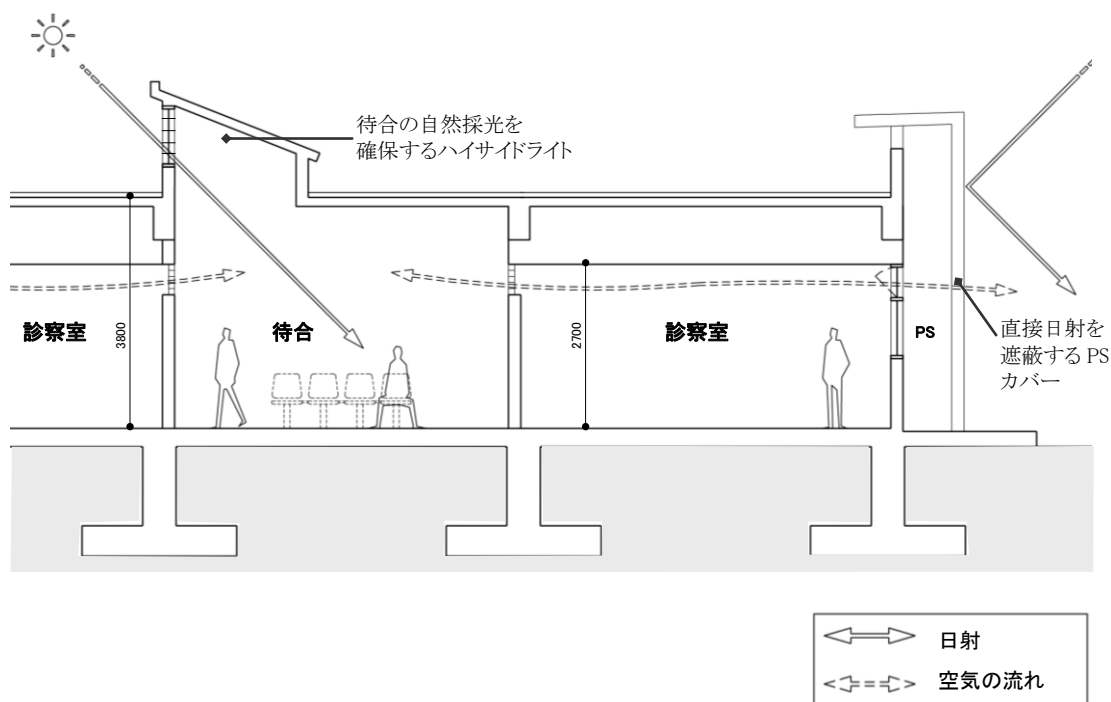 待合の自然採光を
確保するハイサイドライト
診察室
3800
待合
2700
診察室
PS
直接日射を
遮蔽するPS
カバー
日射
空気の流れ